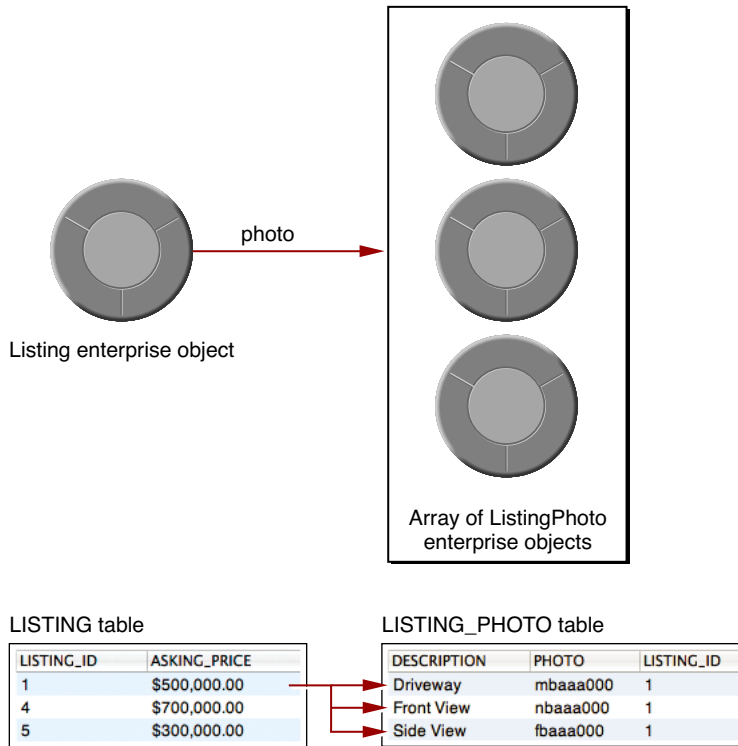 photo
Listing enterprise object
Array of ListingPhoto
enterprise objects
LISTING table
LISTING_ID ASKING_PRICE
1 $500,000.00
4 $700,000.00
5 $300,000.00
LISTING_PHOTO table
DESCRIPTION PHOTO LISTING_ID
Driveway mbaaa000 1
Front View nbaaa000 1
Side View fbaaa000 1